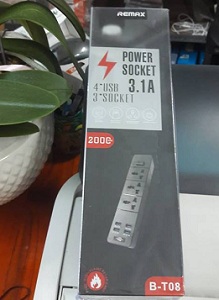 REMAX
POWER
SOCKET
4*USB 3.1A
3*SOCKET
2000
B-T08